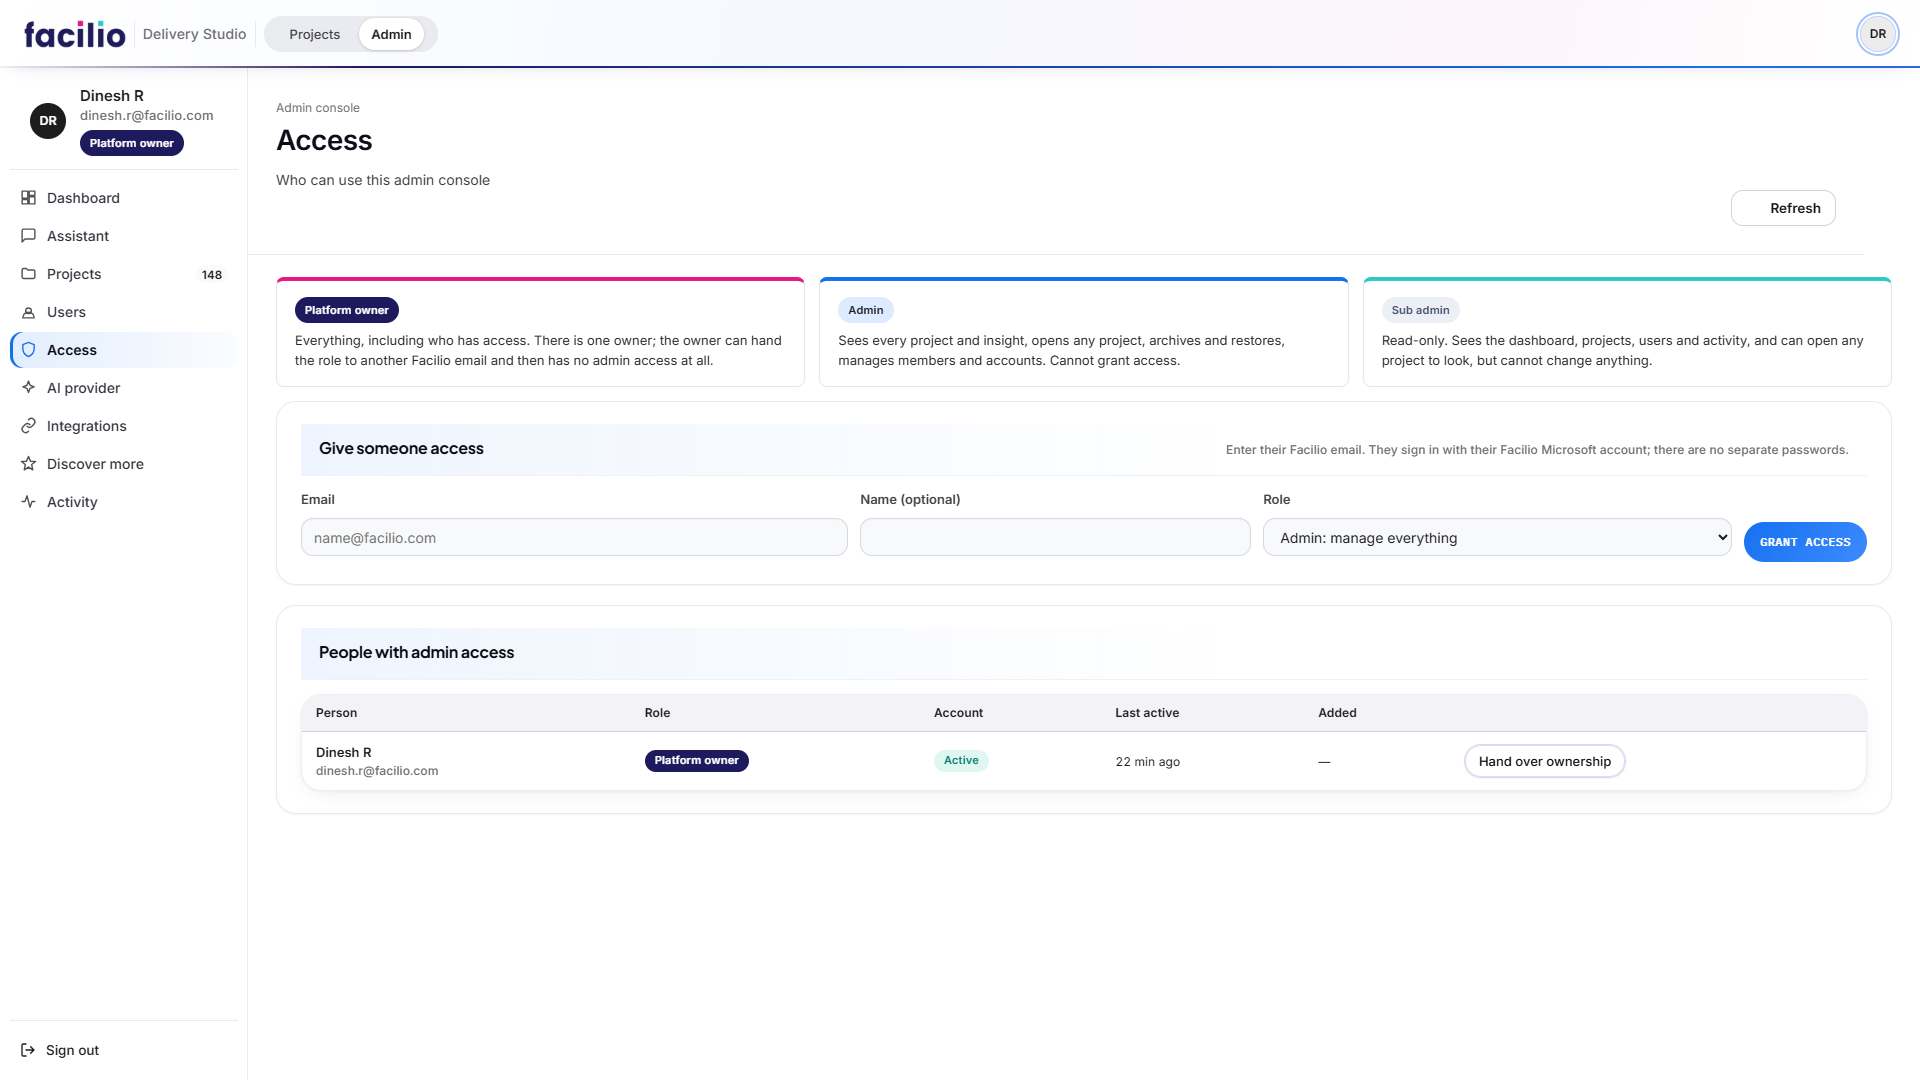 facilio
Delivery Studio
Projects
Admin
DR
DR
Dinesh R
dinesh.r@facilio.com
Platform owner
Dashboard
Assistant
Projects 148
Users
Access
AI provider
Integrations
Discover more
Activity
Sign out
Admin console
Access
Who can use this admin console
Refresh
Platform owner
Everything, including who has access. There is one owner; the owner can hand
the role to another Facilio email and then has no admin access at all.
Admin
Sees every project and insight, opens any project, archives and restores,
manages members and accounts. Cannot grant access.
Sub admin
Read-only. Sees the dashboard, projects, users and activity, and can open any
project to look, but cannot change anything.
Give someone access
Enter their Facilio email. They sign in with their Facilio Microsoft account; there are no separate passwords.
Email
name@facilio.com
Name (optional)
Role
Admin: manage everything
GRANT ACCESS
People with admin access
Person Role Account Last active Added
Dinesh R
dinesh.r@facilio.com
Platform owner
Active
22 min ago
—
Hand over ownership